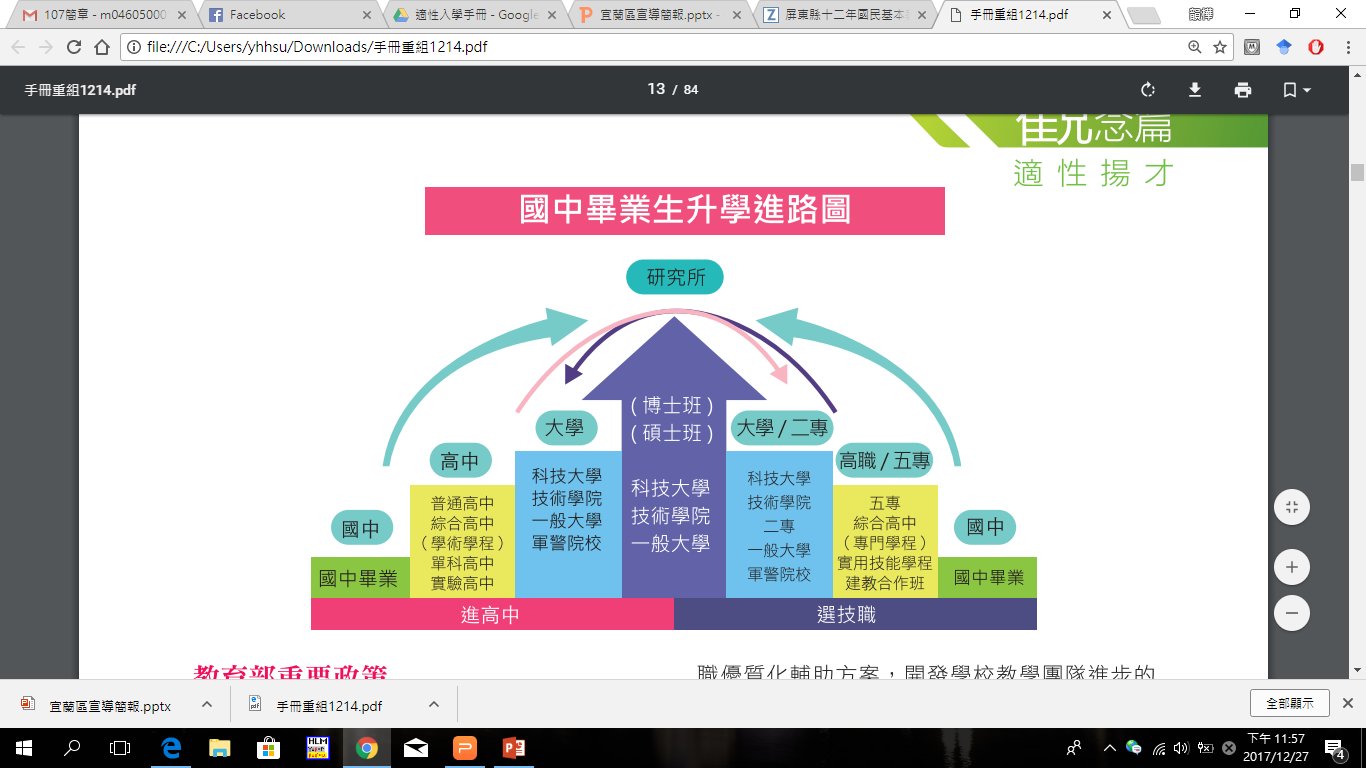 107簡章 - m04605000
Facebook
適性入學手冊 - Google
宜蘭區宣導簡報.pptx -
屏東縣十二年國民基本
手冊重組1214.pdf
file:///C:/Users/yhhsu/Downloads/手冊重組1214.pdf
手冊重組1214.pdf
13 / 84
適性揚才
國中畢業生升學進路圖
研究所
(博士班)
(碩士班)
科技大學
技術學院
一般大學
大學
科技大學
技術學院
一般大學
軍警院校
大學 / 二專
科技大學
技術學院
二專
一般大學
軍警院校
高中
普通高中
綜合高中
(學術學程)
單科高中
實驗高中
高職 / 五專
五專
綜合高中
(專門學程)
實用技能學程
建教合作班
國中
國中畢業
國中
國中畢業
進高中
選技職
教育部重要政策
職優質化輔助方案，開發學校教學團隊進步的
宜蘭區宣導簡報.pptx
手冊重組1214.pdf
全部顯示
下午 11:57
2017/12/27
4